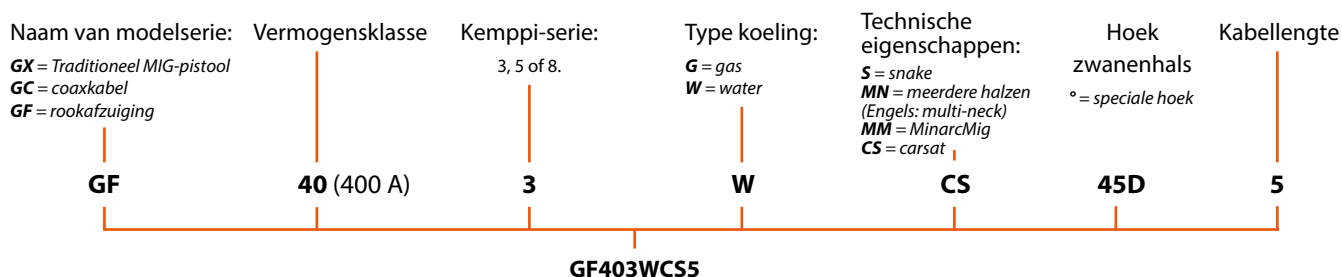 Naam van modelserie:
GX = Traditioneel MIG-pistool
GC = coaxkabel
GF = rookafzuiging
Vermogensklasse
Kemppi-serie:
3, 5 of 8.
Type koeling:
G = gas
W = water
Technische
eigenschappen:
S = snake
MN = meerdere halzen
(Engels: multi-neck)
MM = MinarcMig
CS = carsat
Hoek
zwanenhals
° = speciale hoek
Kabellengte
GF
40 (400 A)
3
W
CS
45D
5
GF403WCS5